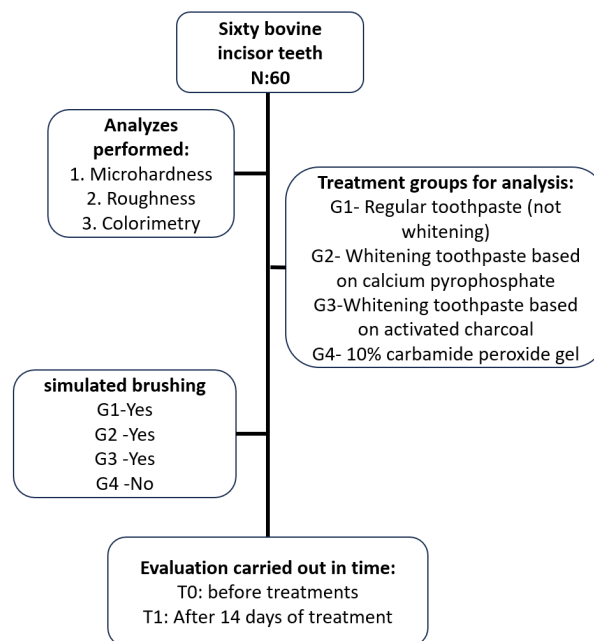 Sixty bovine
incisor teeth
N:60
Analyzes
performed:
1. Microhardness
2. Roughness
3. Colorimetry
Treatment groups for analysis:
G1- Regular toothpaste (not
whitening)
G2- Whitening toothpaste based
on calcium pyrophosphate
G3-Whitening toothpaste based
on activated charcoal
G4- 10% carbamide peroxide gel
simulated brushing
G1-Yes
G2 -Yes
G3 -Yes
G4 -No
Evaluation carried out in time:
T0: before treatments
T1: After 14 days of treatment